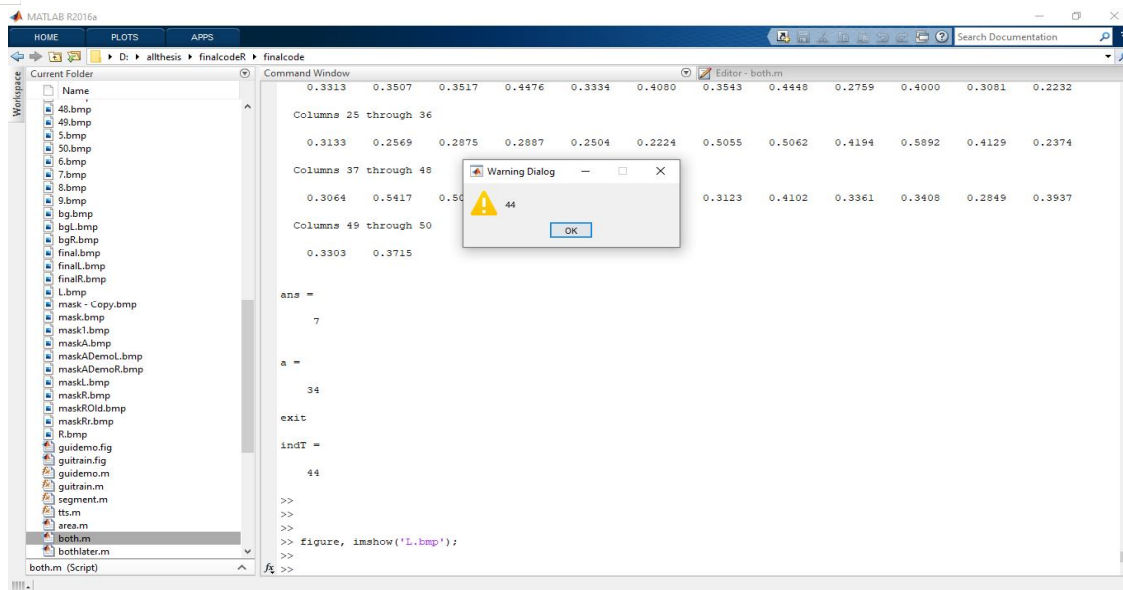 MATLAB R2016a
HOME PLOTS APPS Search Documentation
D: allthesis finalcodeR finalcode
Workspace
Current Folder
Name
48.bmp
49.bmp
5.bmp
50.bmp
6.bmp
7.bmp
8.bmp
9.bmp
bg.bmp
bgL.bmp
bgR.bmp
final.bmp
finalL.bmp
finalR.bmp
L.bmp
mask - Copy.bmp
mask.bmp
mask1.bmp
maskA.bmp
maskADemoL.bmp
maskADemoR.bmp
maskL.bmp
maskR.bmp
maskROld.bmp
maskRr.bmp
R.bmp
guidemo.fig
guitrain.fig
guidemo.m
guitrain.m
segment.m
tts.m
area.m
both.m
bothlater.m
both.m (Script)
Command Window
Editor - both.m
0.3313 0.3507 0.3517 0.4476 0.3334 0.4080 0.3543 0.4448 0.2759 0.4000 0.3081 0.2232
Columns 25 through 36
0.3133 0.2569 0.2875 0.2887 0.2504 0.2224 0.5055 0.5062 0.4194 0.5892 0.4129 0.2374
Columns 37 through 48
0.3064 0.5417 0.3123 0.4102 0.3361 0.3408 0.2849 0.3937
Columns 49 through 50
0.3303 0.3715
ans =
7
a =
34
exit
indT =
44
>>
>>
>>
>> figure, imshow('L.bmp');
>>
fx >>
Warning Dialog
44
OK